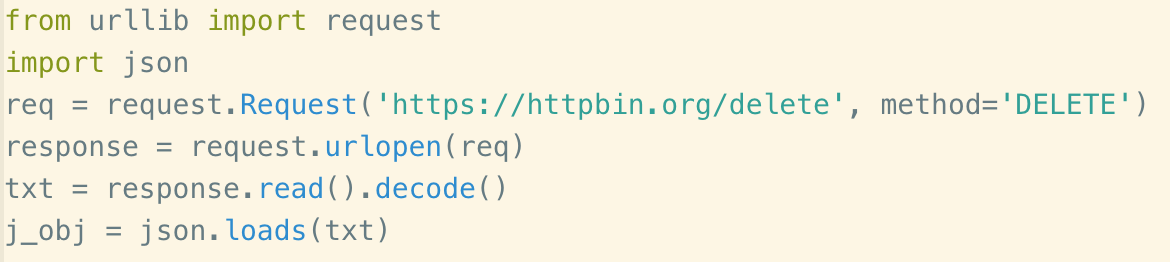 from urllib import request
import json
req = request.Request('https://httpbin.org/delete', method='DELETE')
response = request.urlopen(req)
txt = response.read().decode()
j_obj = json.loads(txt)